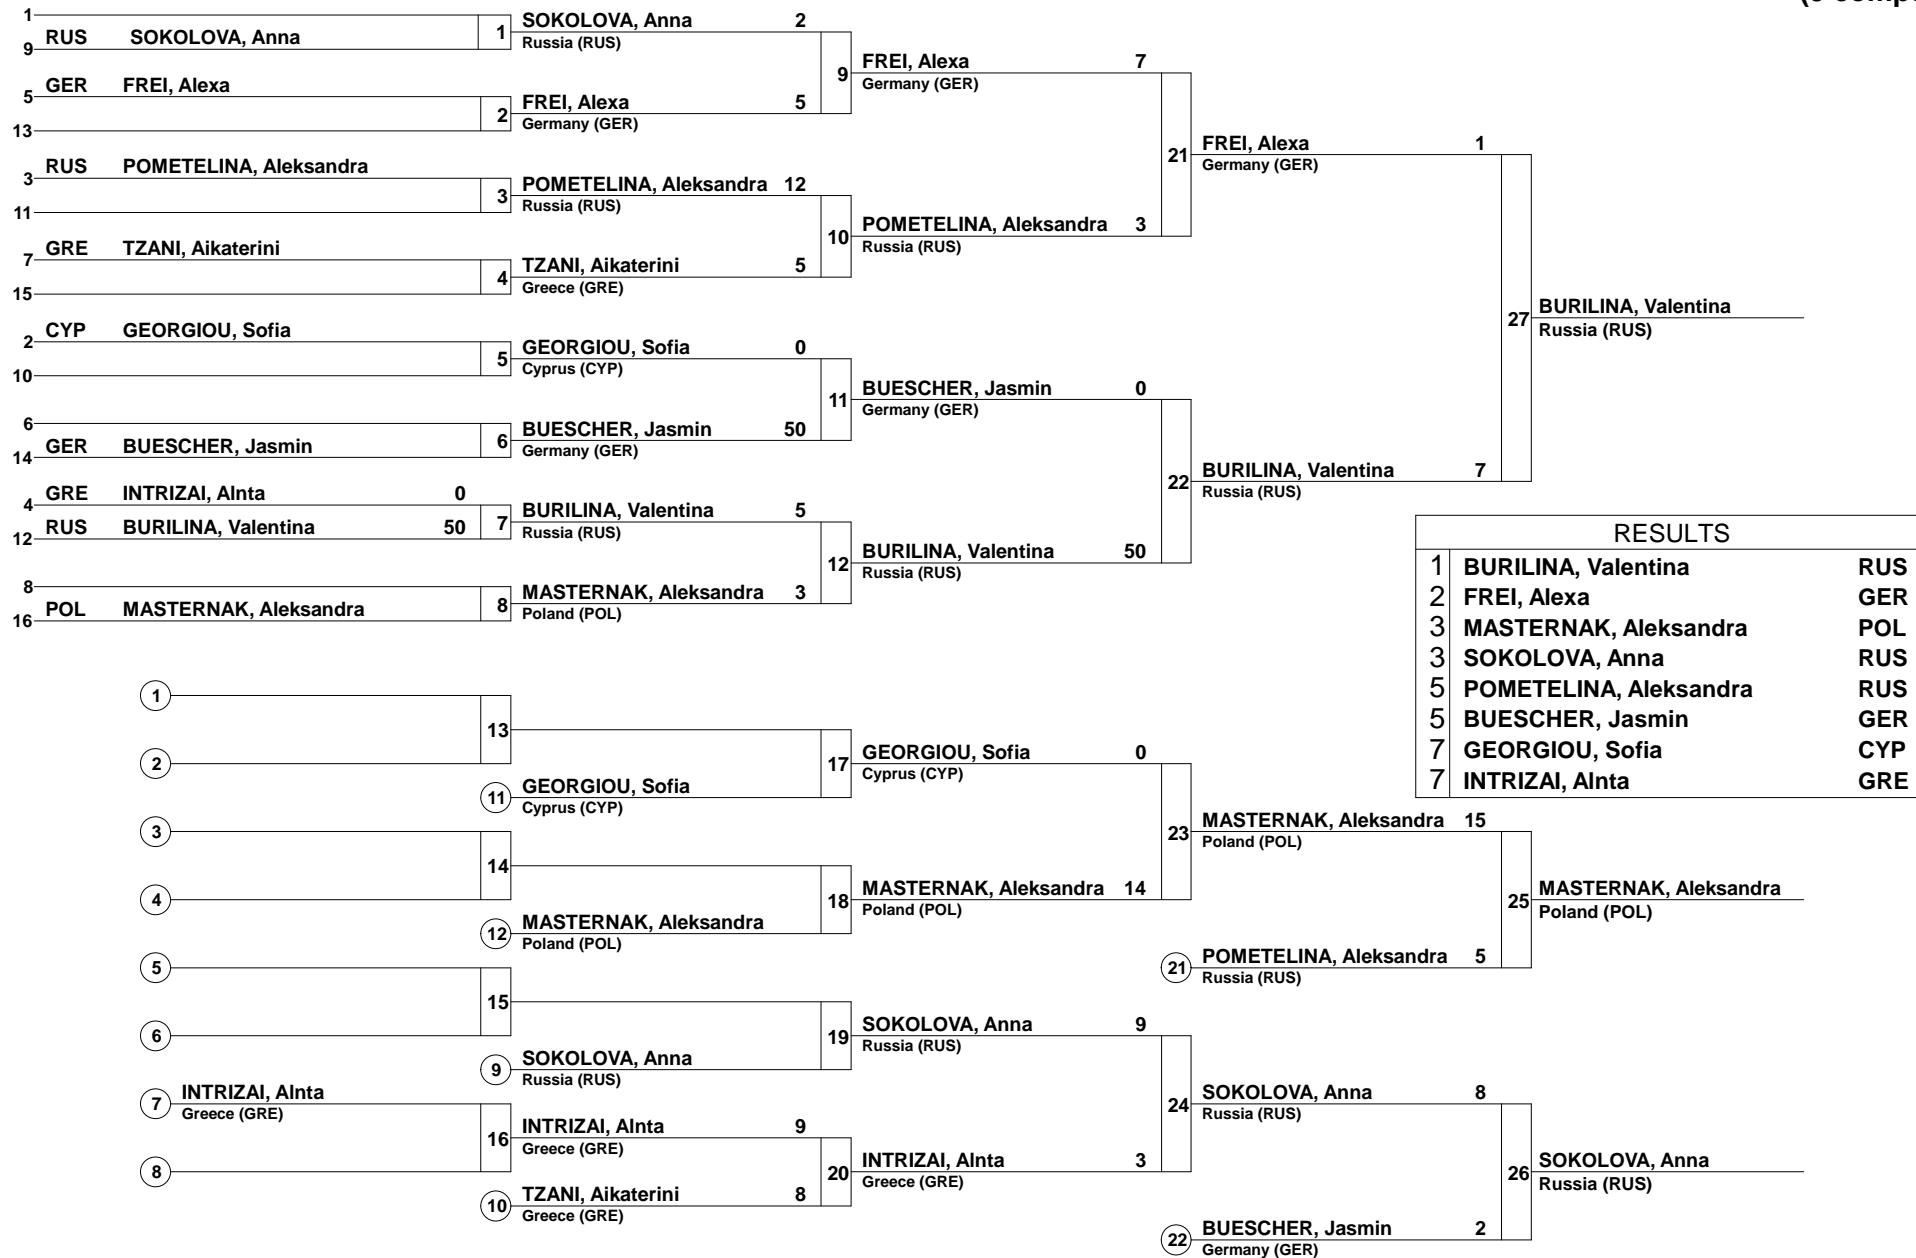 (9 comp
1
RUS SOKOLOVA, Anna
9
1
SOKOLOVA, Anna 2
Russia (RUS)
GER FREI, Alexa
5
13
2
FREI, Alexa 5
Germany (GER)
9
FREI, Alexa 7
Germany (GER)
RUS POMETELINA, Aleksandra
3
11
3
POMETELINA, Aleksandra 12
Russia (RUS)
GRE TZANI, Aikaterini
7
15
4
TZANI, Aikaterini 5
Greece (GRE)
10
POMETELINA, Aleksandra 3
Russia (RUS)
21
FREI, Alexa 1
Germany (GER)
CYP GEORGIOU, Sofia
2
10
5
GEORGIOU, Sofia 0
Cyprus (CYP)
6
GER BUESCHER, Jasmin
14
6
BUESCHER, Jasmin 50
Germany (GER)
11
BUESCHER, Jasmin 0
Germany (GER)
GRE INTRIZAI, AInta 0
4
RUS BURILINA, Valentina 50
12
7
BURILINA, Valentina 5
Russia (RUS)
8
POL MASTERNAK, Aleksandra
16
8
MASTERNAK, Aleksandra 3
Poland (POL)
12
BURILINA, Valentina 50
Russia (RUS)
22
BURILINA, Valentina 7
Russia (RUS)
27
BURILINA, Valentina
Russia (RUS)
RESULTS
1 BURILINA, Valentina RUS
2 FREI, Alexa GER
3 MASTERNAK, Aleksandra POL
3 SOKOLOVA, Anna RUS
5 POMETELINA, Aleksandra RUS
5 BUESCHER, Jasmin GER
7 GEORGIOU, Sofia CYP
7 INTRIZAI, AInta GRE
1
2
13
11
GEORGIOU, Sofia
Cyprus (CYP)
17
GEORGIOU, Sofia 0
Cyprus (CYP)
3
4
14
12
MASTERNAK, Aleksandra
Poland (POL)
18
MASTERNAK, Aleksandra 14
Poland (POL)
23
MASTERNAK, Aleksandra 15
Poland (POL)
21
POMETELINA, Aleksandra 5
Russia (RUS)
25
MASTERNAK, Aleksandra
Poland (POL)
5
6
15
9
SOKOLOVA, Anna
Russia (RUS)
19
SOKOLOVA, Anna 9
Russia (RUS)
7
INTRIZAI, AInta
Greece (GRE)
8
16
INTRIZAI, AInta 9
Greece (GRE)
10
TZANI, Aikaterini 8
Greece (GRE)
20
INTRIZAI, AInta 3
Greece (GRE)
24
SOKOLOVA, Anna 8
Russia (RUS)
22
BUESCHER, Jasmin 2
Germany (GER)
26
SOKOLOVA, Anna
Russia (RUS)